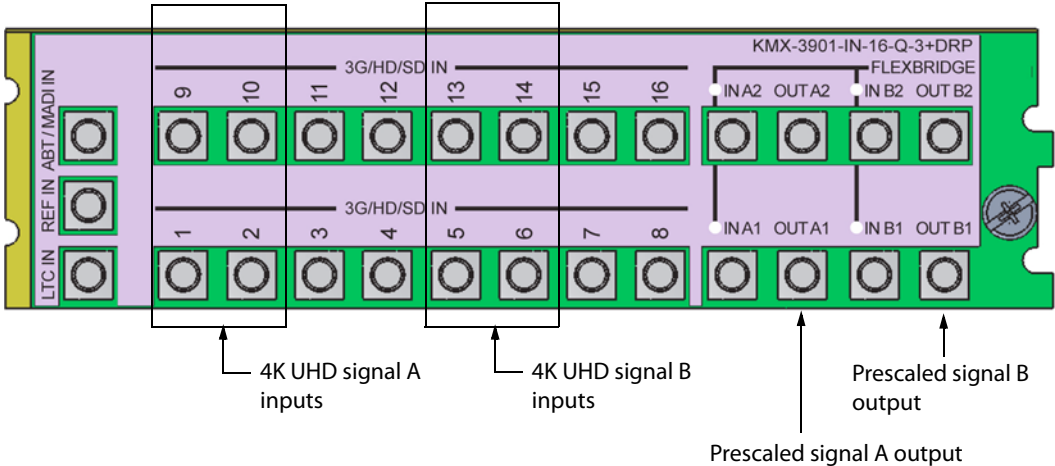 KMX-3901-IN-16-Q-3+DRP
3G/HD/SD IN
FLEXBRIDGE
9 10 11 12 13 14 15 16
IN A2 OUT A2 IN B2 OUT B2
ABT / MADI IN
REF IN
LTC IN
3G/HD/SD IN
1 2 3 4 5 6 7 8
IN A1 OUT A1 IN B1 OUT B1
4K UHD signal A
inputs
4K UHD signal B
inputs
Prescaled signal B
output
Prescaled signal A output